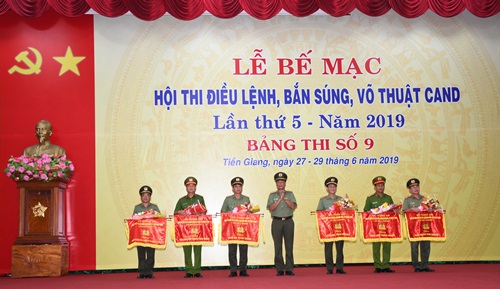 LỄ BẾ MẠC
HỘI THI ĐIỀU LỆNH, BẮN SÚNG, VÕ THUẬT CAND
Lần thứ 5 - Năm 2019
BẢNG THI SỐ 9
Tiền Giang, ngày 27 - 29 tháng 6 năm 2019